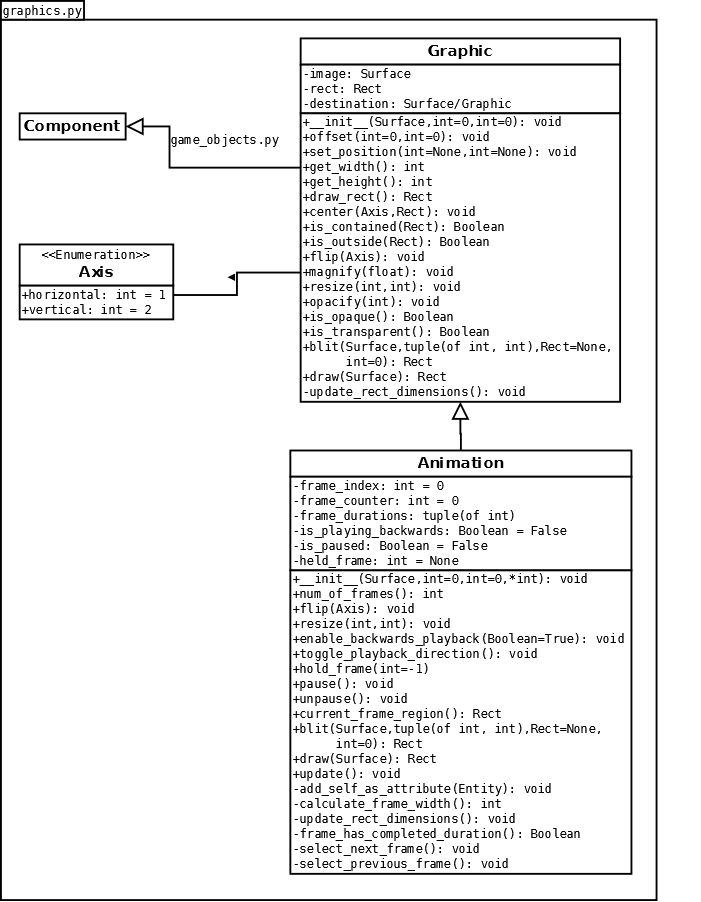 graphics.py
Graphic
-image: Surface
-rect: Rect
-destination: Surface/Graphic
+__init__(Surface,int=0,int=0): void
+offset(int=0,int=0): void
+set_position(int=None,int=None): void
+get_width(): int
+get_height(): int
+draw_rect(): Rect
+center(Axis,Rect): void
+is_contained(Rect): Boolean
+is_outside(Rect): Boolean
+flip(Axis): void
+magnify(float): void
+resize(int,int): void
+opacify(int): void
+is_opaque(): Boolean
+is_transparent(): Boolean
+blit(Surface,tuple(of int, int),Rect=None,
int=0): Rect
+draw(Surface): Rect
-update_rect_dimensions(): void
Component
game_objects.py
<<Enumeration>>
Axis
+horizontal: int = 1
+vertical: int = 2
Animation
-frame_index: int = 0
-frame_counter: int = 0
-frame_durations: tuple(of int)
-is_playing_backwards: Boolean = False
-is_paused: Boolean = False
-held_frame: int = None
+__init__(Surface,int=0,int=0,*int): void
+num_of_frames(): int
+flip(Axis): void
+resize(int,int): void
+enable_backwards_playback(Boolean=True): void
+toggle_playback_direction(): void
+hold_frame(int=-1)
+pause(): void
+unpause(): void
+current_frame_region(): Rect
+blit(Surface,tuple(of int, int),Rect=None,
int=0): Rect
+draw(Surface): Rect
+update(): void
-add_self_as_attribute(Entity): void
-calculate_frame_width(): int
-update_rect_dimensions(): void
-frame_has_completed_duration(): Boolean
-select_next_frame(): void
-select_previous_frame(): void